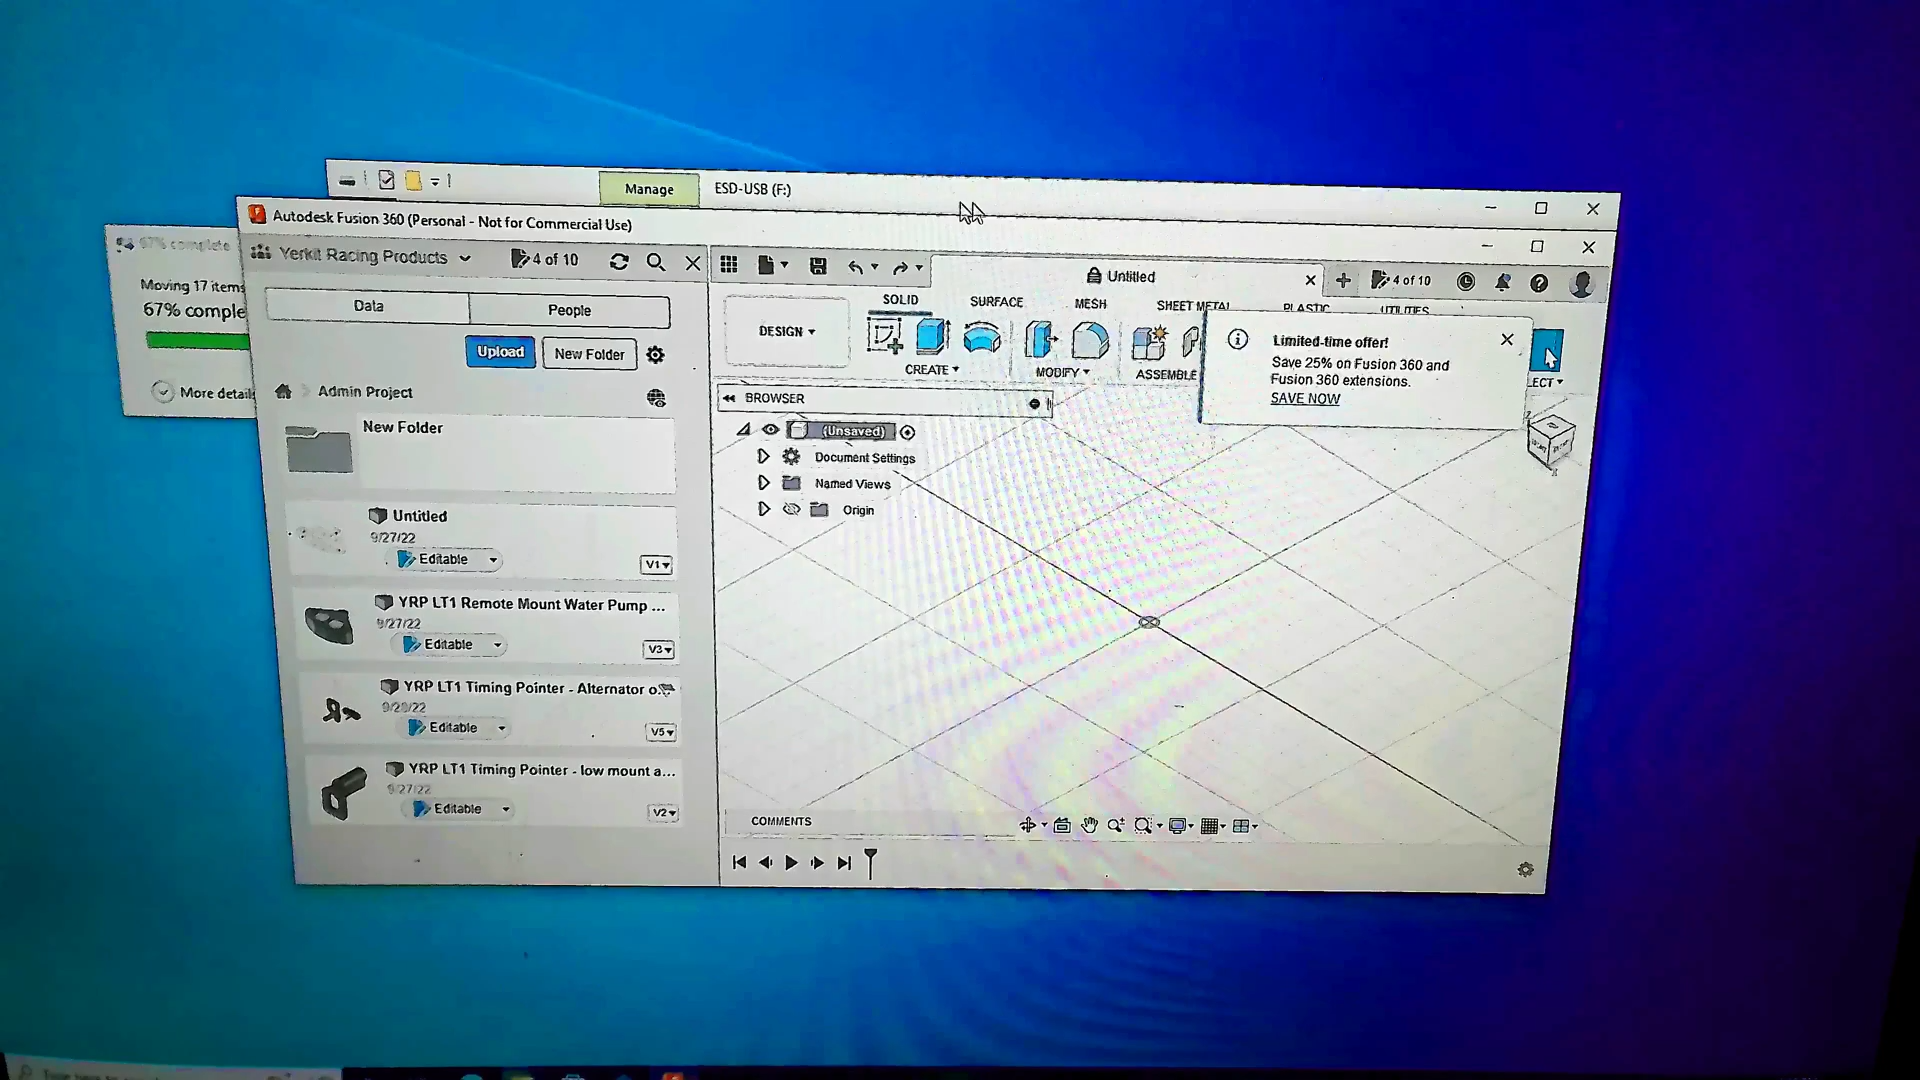 Manage
ESD-USB (F:)
Autodesk Fusion 360 (Personal - Not for Commercial Use)
67% complete
Moving 17 items
67% comple
More detail
Yerkit Racing Products
4 of 10
Data
People
Upload
New Folder
Admin Project
New Folder
Untitled
9/27/22
Editable
V1
YRP LT1 Remote Mount Water Pump ...
9/27/22
Editable
V3
YRP LT1 Timing Pointer - Alternator o...
Editable
V5
YRP LT1 Timing Pointer - low mount a...
9/27/22
Editable
V2
Untitled
4 of 10
DESIGN
SOLID
SURFACE
MESH
SHEET METAL
PLASTIC
UTILITIES
CREATE
MODIFY
ASSEMBLE
LECT
Limited-time offer!
Save 25% on Fusion 360 and
Fusion 360 extensions.
SAVE NOW
BROWSER
(Unsaved)
Document Settings
Named Views
Origin
COMMENTS